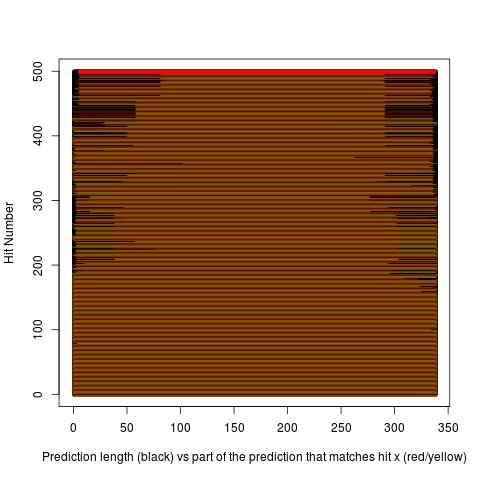 500
400
300
200
100
0
Hit Number
0 50 100 150 200 250 300 350
Prediction length (black) vs part of the prediction that matches hit x (red/yellow)